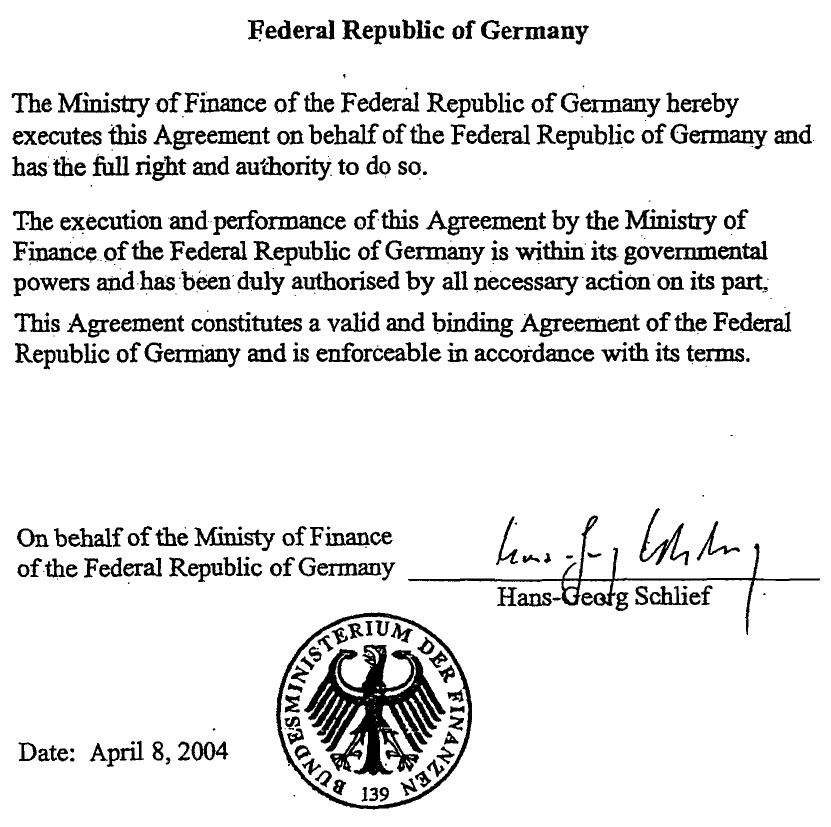 Federal Republic of Germany
The Ministry of Finance of the Federal Republic of Germany hereby
executes this Agreement on behalf of the Federal Republic of Germany and
has the full right and authority to do so.
The execution and performance of this Agreement by the Ministry of
Finance of the Federal Republic of Germany is within its governmental
powers and has been duly authorised by all necessary action on its part.
This Agreement constitutes a valid and binding Agreement of the Federal
Republic of Germany and is enforceable in accordance with its terms.
On behalf of the Ministy of Finance
of the Federal Republic of Germany
Hans-Georg Schlief
BUNDESMINISTERIUM DER FINANZEN
139
Date: April 8, 2004